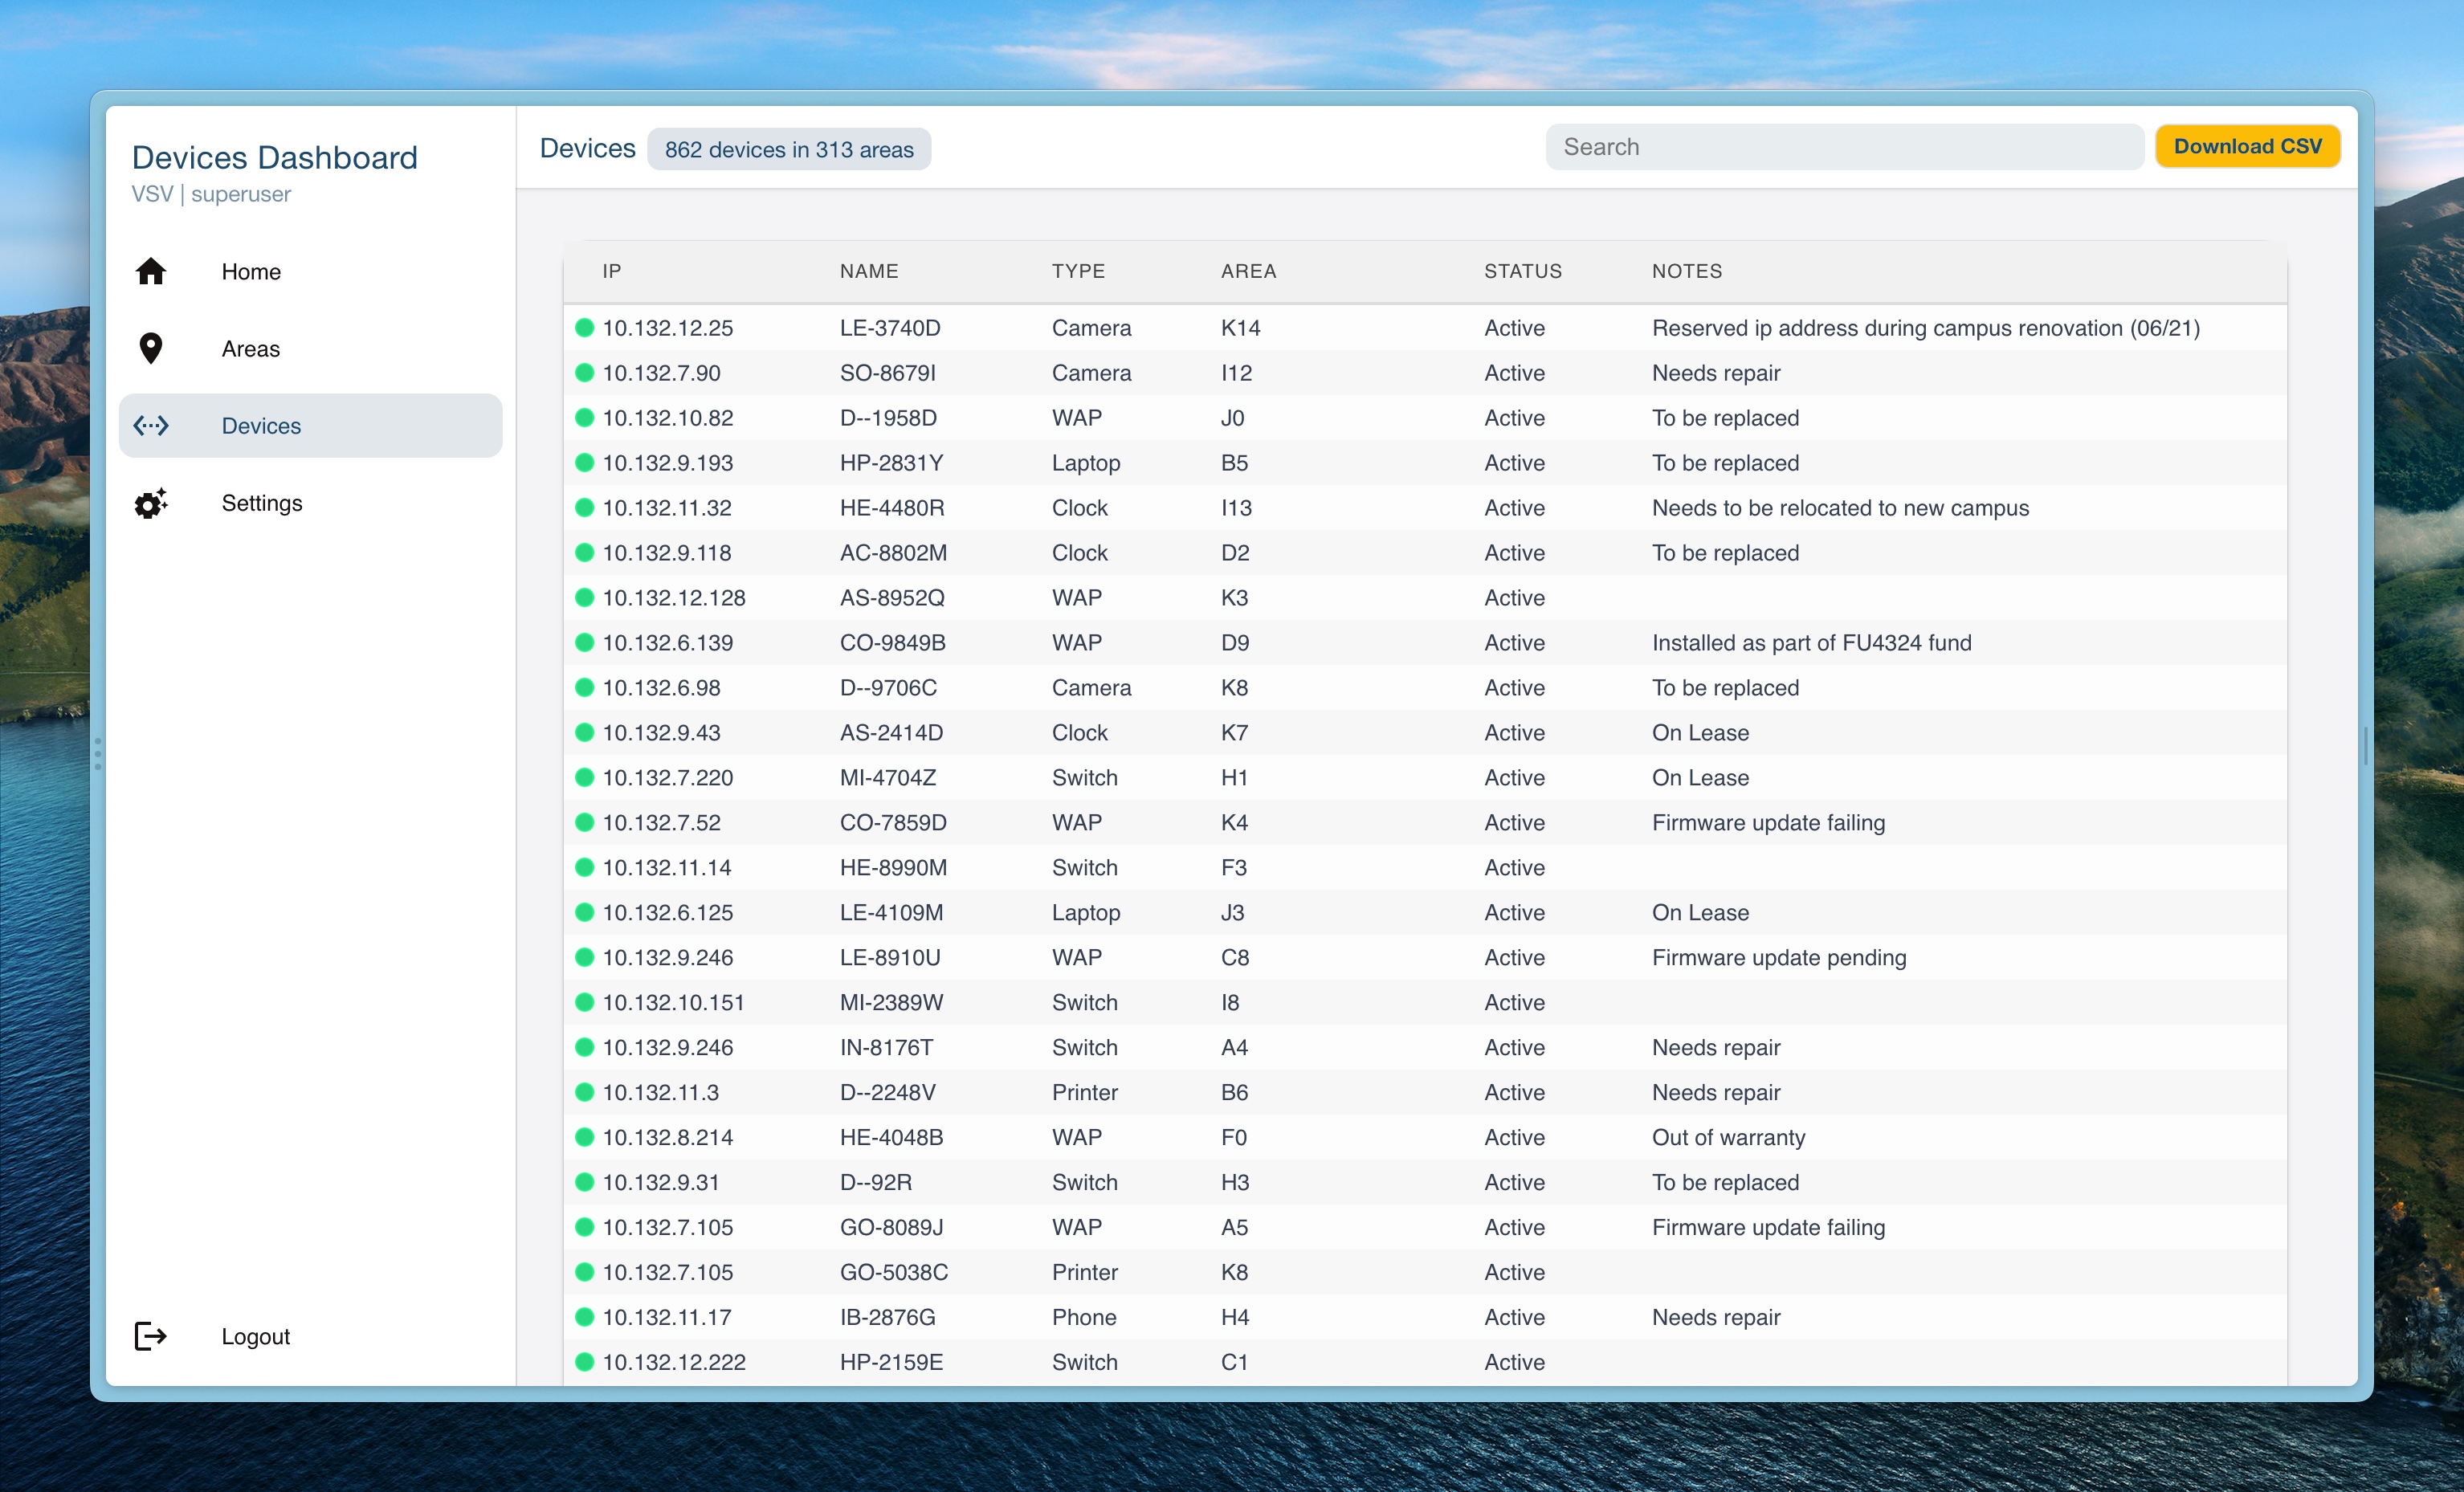 Devices Dashboard
VSV | superuser
Home
Areas
Devices
Settings
Logout
Devices 862 devices in 313 areas Search Download CSV
IP NAME TYPE AREA STATUS NOTES
10.132.12.25 LE-3740D Camera K14 Active Reserved ip address during campus renovation (06/21)
10.132.7.90 SO-8679I Camera I12 Active Needs repair
10.132.10.82 D--1958D WAP J0 Active To be replaced
10.132.9.193 HP-2831Y Laptop B5 Active To be replaced
10.132.11.32 HE-4480R Clock I13 Active Needs to be relocated to new campus
10.132.9.118 AC-8802M Clock D2 Active To be replaced
10.132.12.128 AS-8952Q WAP K3 Active
10.132.6.139 CO-9849B WAP D9 Active Installed as part of FU4324 fund
10.132.6.98 D--9706C Camera K8 Active To be replaced
10.132.9.43 AS-2414D Clock K7 Active On Lease
10.132.7.220 MI-4704Z Switch H1 Active On Lease
10.132.7.52 CO-7859D WAP K4 Active Firmware update failing
10.132.11.14 HE-8990M Switch F3 Active
10.132.6.125 LE-4109M Laptop J3 Active On Lease
10.132.9.246 LE-8910U WAP C8 Active Firmware update pending
10.132.10.151 MI-2389W Switch I8 Active
10.132.9.246 IN-8176T Switch A4 Active Needs repair
10.132.11.3 D--2248V Printer B6 Active Needs repair
10.132.8.214 HE-4048B WAP F0 Active Out of warranty
10.132.9.31 D--92R Switch H3 Active To be replaced
10.132.7.105 GO-8089J WAP A5 Active Firmware update failing
10.132.7.105 GO-5038C Printer K8 Active
10.132.11.17 IB-2876G Phone H4 Active Needs repair
10.132.12.222 HP-2159E Switch C1 Active